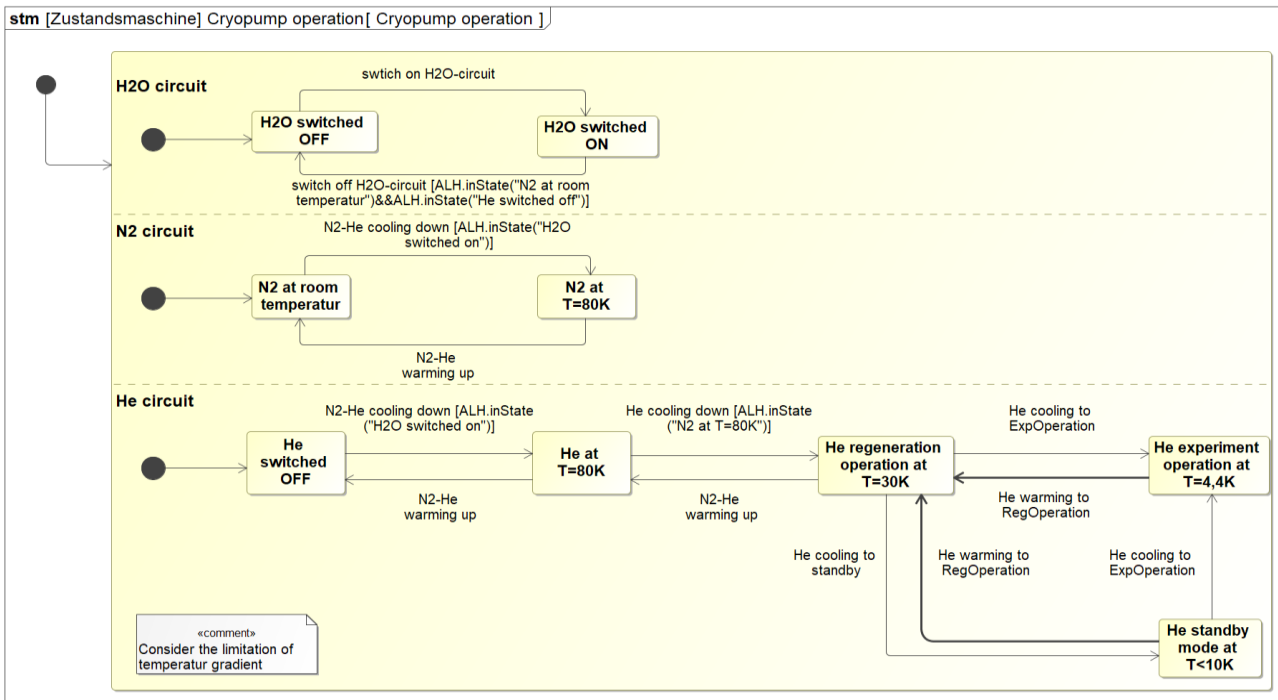 stm [Zustandsmaschine] Cryopump operation[ Cryopump operation ]
H2O circuit
swtich on H2O-circuit
H2O switched
OFF
H2O switched
ON
switch off H2O-circuit [ALH.inState("N2 at room
temperatur")&&ALH.inState("He switched off")]
N2 circuit
N2-He cooling down [ALH.inState("H2O
switched on")]
N2 at room
temperatur
N2 at
T=80K
N2-He
warming up
He circuit
N2-He cooling down [ALH.inState
("H2O switched on")]
He cooling down [ALH.inState
("N2 at T=80K")]
He cooling to
ExpOperation
He
switched
OFF
He at
T=80K
He regeneration
operation at
T=30K
He experiment
operation at
T=4,4K
N2-He
warming up
N2-He
warming up
He warming to
RegOperation
He cooling to
standby
He warming to
RegOperation
He cooling to
ExpOperation
He standby
mode at
T<10K
«comment»
Consider the limitation of
temperatur gradient